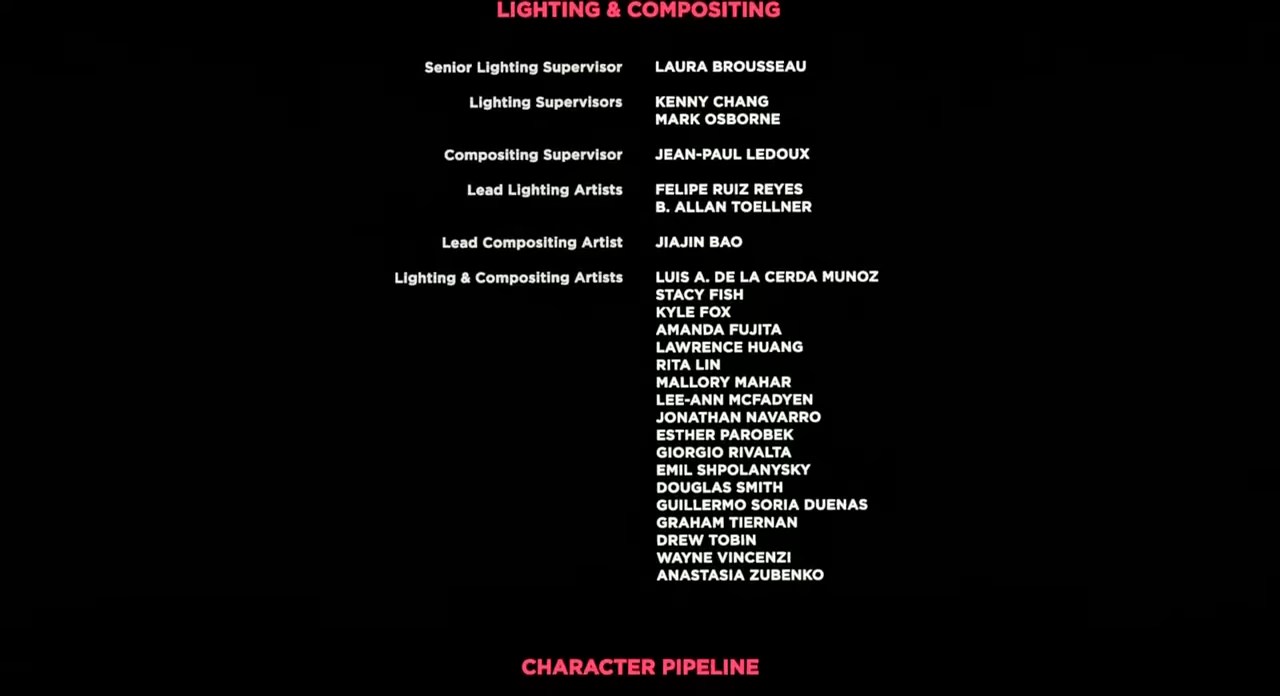 LIGHTING & COMPOSITING
Senior Lighting Supervisor LAURA BROUSSEAU
Lighting Supervisors KENNY CHANG
MARK OSBORNE
Compositing Supervisor JEAN-PAUL LEDOUX
Lead Lighting Artists FELIPE RUIZ REYES
B. ALLAN TOELLNER
Lead Compositing Artist JIAJIN BAO
Lighting & Compositing Artists LUIS A. DE LA CERDA MUNOZ
STACY FISH
KYLE FOX
AMANDA FUJITA
LAWRENCE HUANG
RITA LIN
MALLORY MAHAR
LEE-ANN MCFADYEN
JONATHAN NAVARRO
ESTHER PAROBEK
GIORGIO RIVALTA
EMIL SHPOLANYSKY
DOUGLAS SMITH
GUILLERMO SORIA DUENAS
GRAHAM TIERNAN
DREW TOBIN
WAYNE VINCENZI
ANASTASIA ZUBENKO
CHARACTER PIPELINE